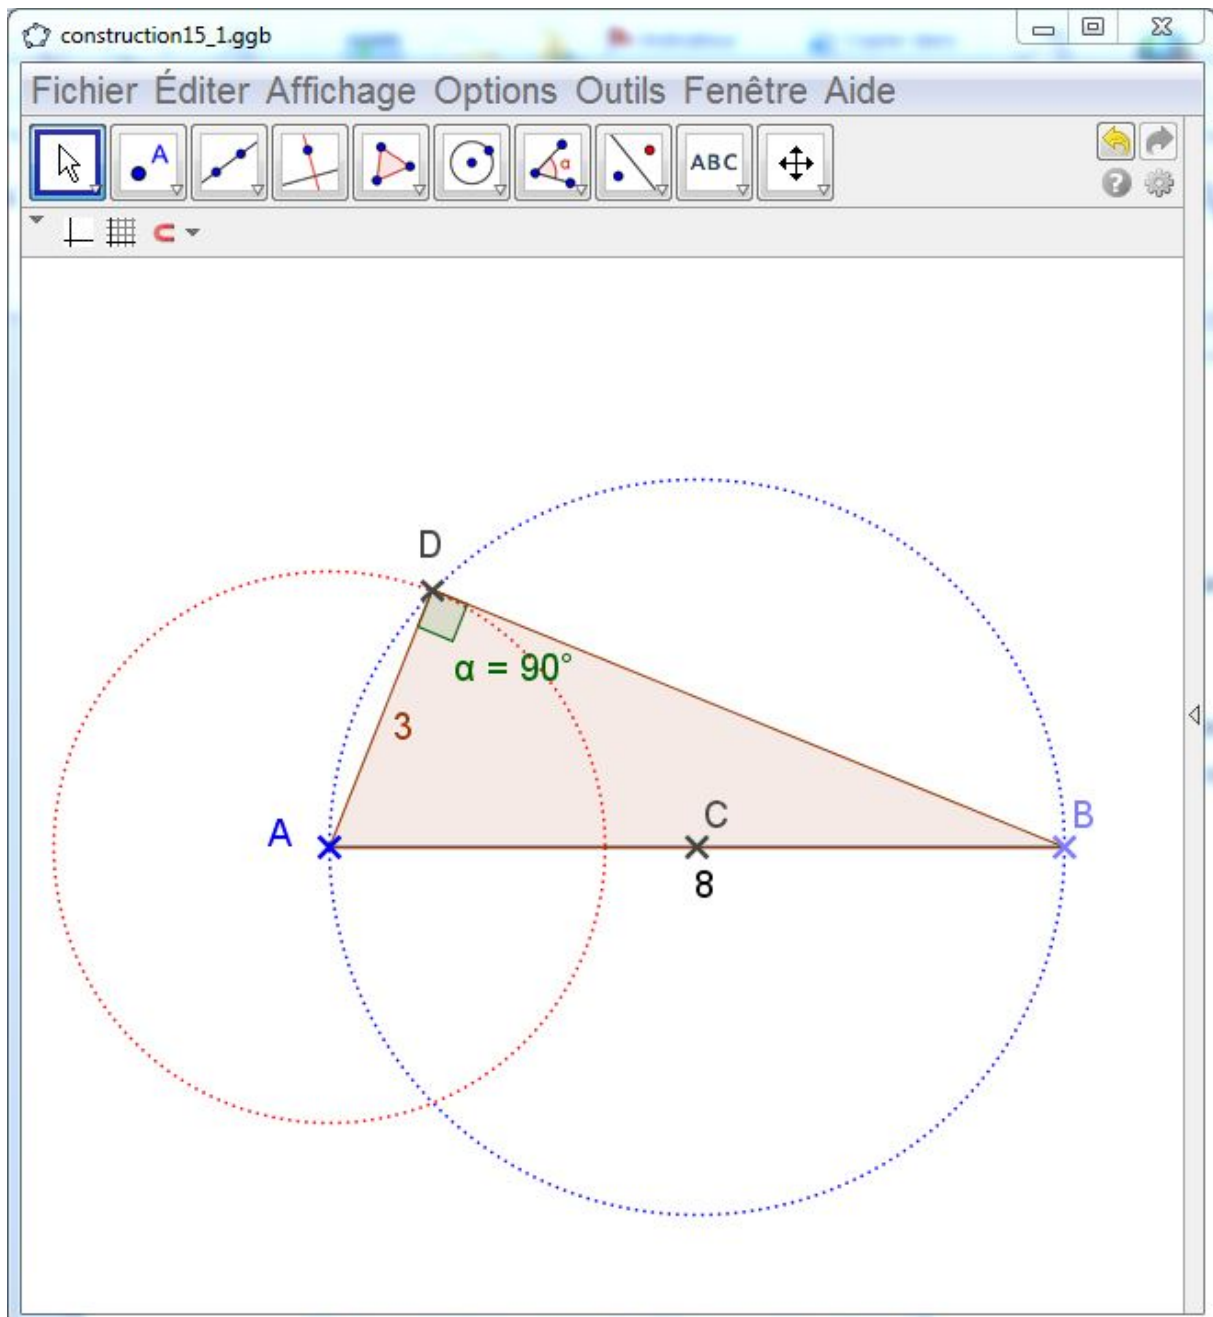 construction15_1.ggb
Fichier Éditer Affichage Options Outils Fenêtre Aide
A
α
ABC
?
D
α = 90°
3
A
C
B
8